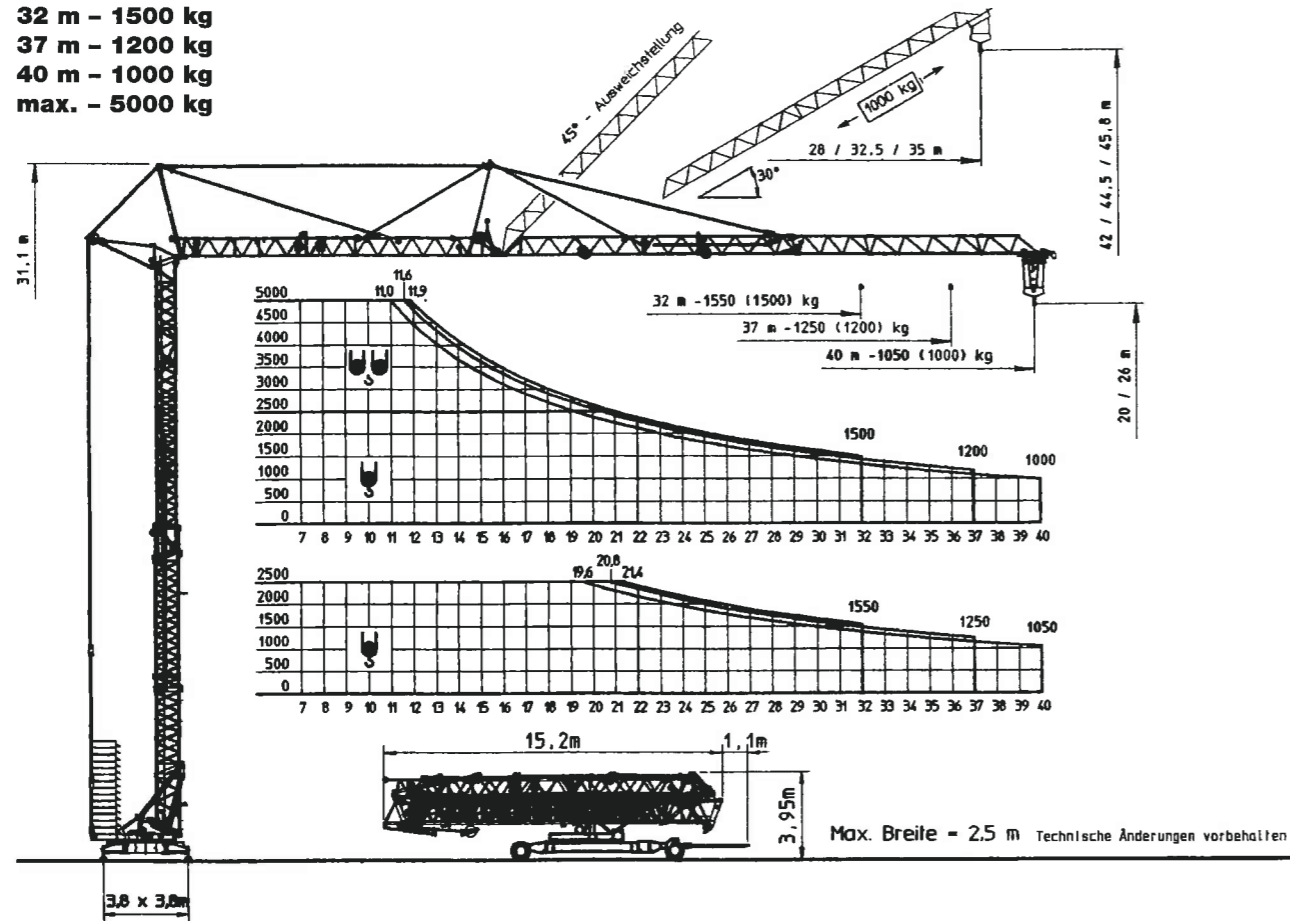 32 m – 1500 kg
37 m – 1200 kg
40 m – 1000 kg
max. – 5000 kg
45° - Ausweichstellung
1000 kg
28 / 32,5 / 35 m
30°
42 / 44,5 / 45,8 m
31,1 m
32 m -1550 (1500) kg
37 m -1250 (1200) kg
40 m -1050 (1000) kg
20 / 26 m
11,6
11,0 11,9
5000
4500
4000
3500
3000
2500
2000
1500
1000
500
0
1500
1200
1000
7 8 9 10 11 12 13 14 15 16 17 18 19 20 21 22 23 24 25 26 27 28 29 30 31 32 33 34 35 36 37 38 39 40
20,8
19,6 21,4
2500
2000
1500
1000
500
0
1550
1250
1050
7 8 9 10 11 12 13 14 15 16 17 18 19 20 21 22 23 24 25 26 27 28 29 30 31 32 33 34 35 36 37 38 39 40
15,2m 1,1m
3,95m
Max. Breite = 2,5 m Technische Änderungen vorbehalten
3,8 x 3,8m